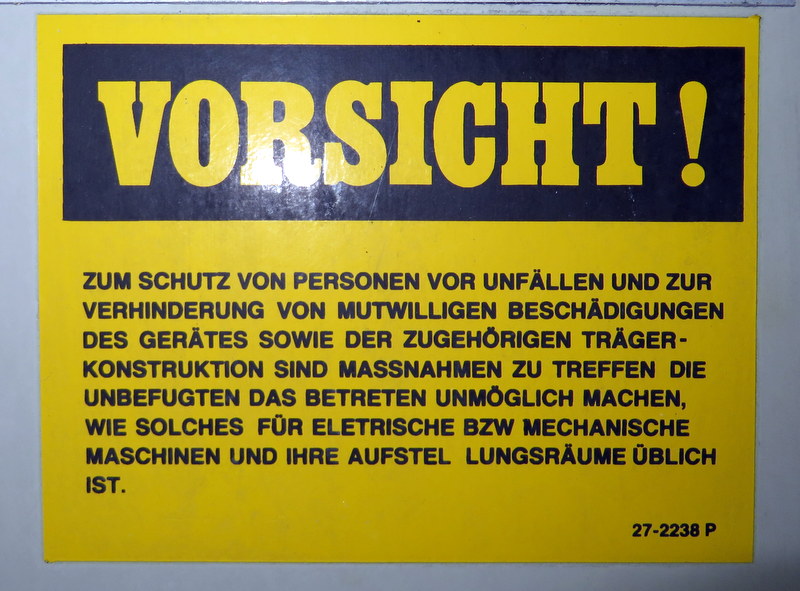 VORSICHT!
ZUM SCHUTZ VON PERSONEN VOR UNFÄLLEN UND ZUR
VERHINDERUNG VON MUTWILLIGEN BESCHÄDIGUNGEN
DES GERÄTES SOWIE DER ZUGEHÖRIGEN TRÄGER-
KONSTRUKTION SIND MASSNAHMEN ZU TREFFEN DIE
UNBEFUGTEN DAS BETRETEN UNMÖGLICH MACHEN,
WIE SOLCHES FÜR ELETRISCHE BZW MECHANISCHE
MASCHINEN UND IHRE AUFSTEL LUNGSRÄUME ÜBLICH
IST.
27-2238 P